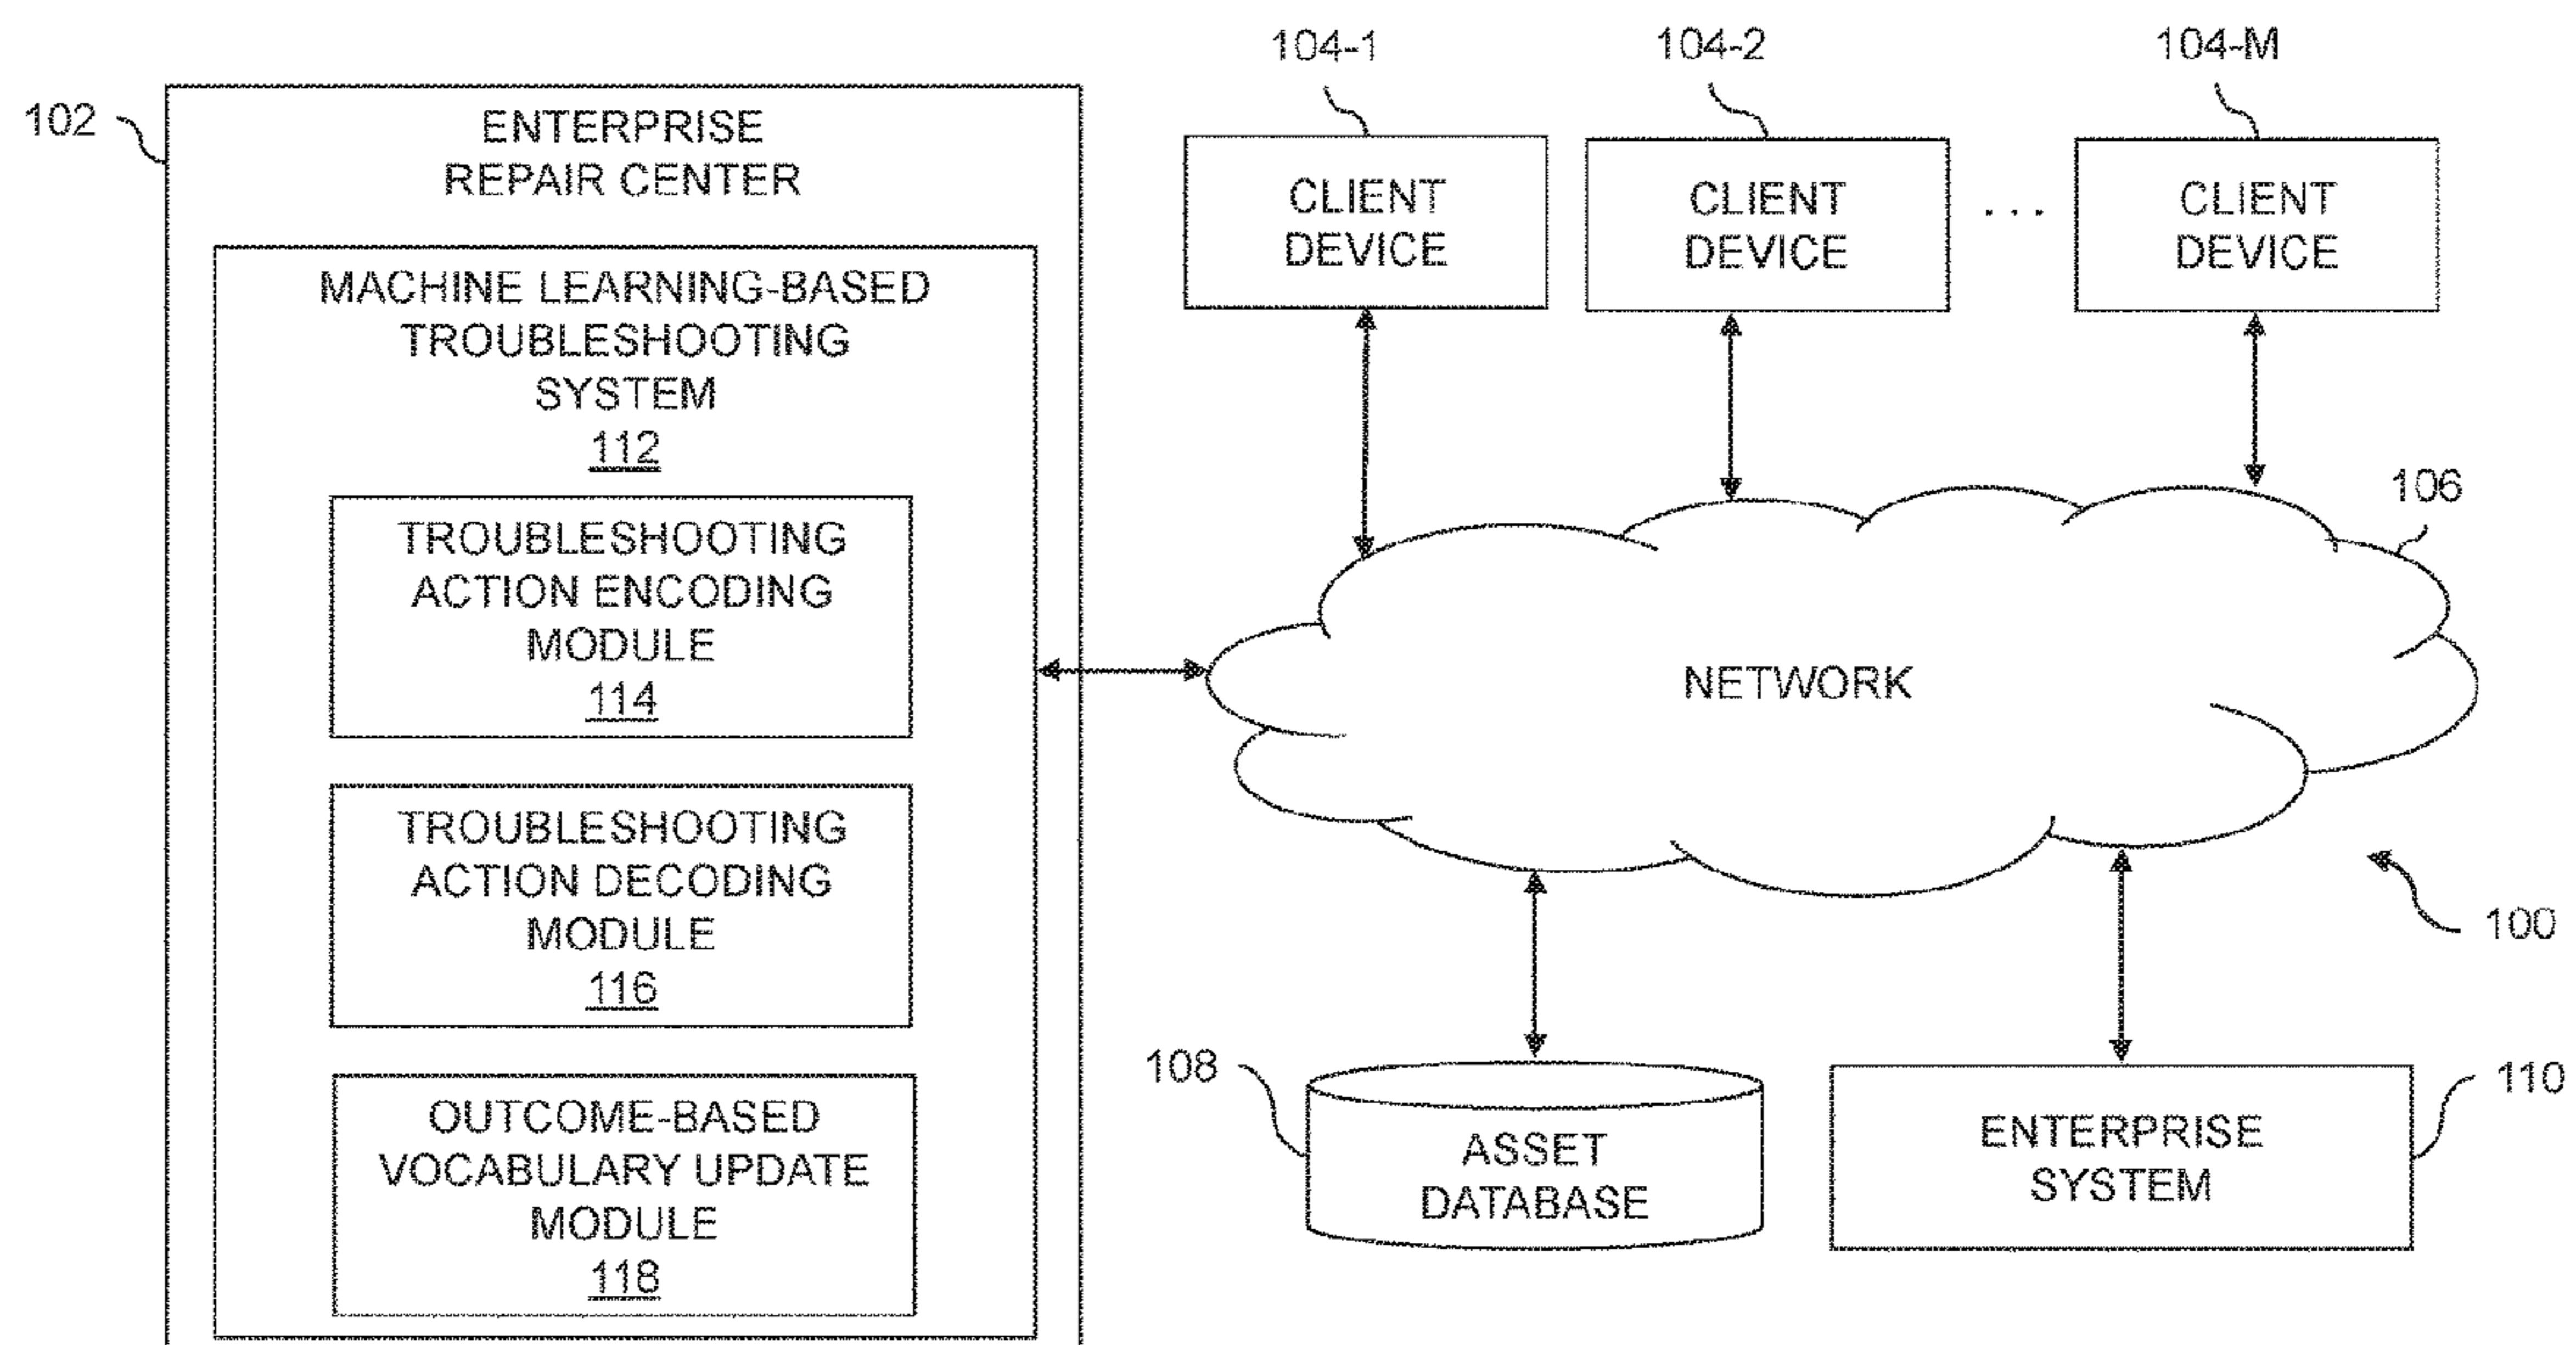 102
ENTERPRISE
REPAIR CENTER
MACHINE LEARNING-BASED
TROUBLESHOOTING
SYSTEM
112
TROUBLESHOOTING
ACTION ENCODING
MODULE
114
TROUBLESHOOTING
ACTION DECODING
MODULE
116
OUTCOME-BASED
VOCABULARY UPDATE
MODULE
118
104-1
CLIENT
DEVICE
104-2
CLIENT
DEVICE
. . .
104-M
CLIENT
DEVICE
106
NETWORK
100
108
ASSET
DATABASE
110
ENTERPRISE
SYSTEM